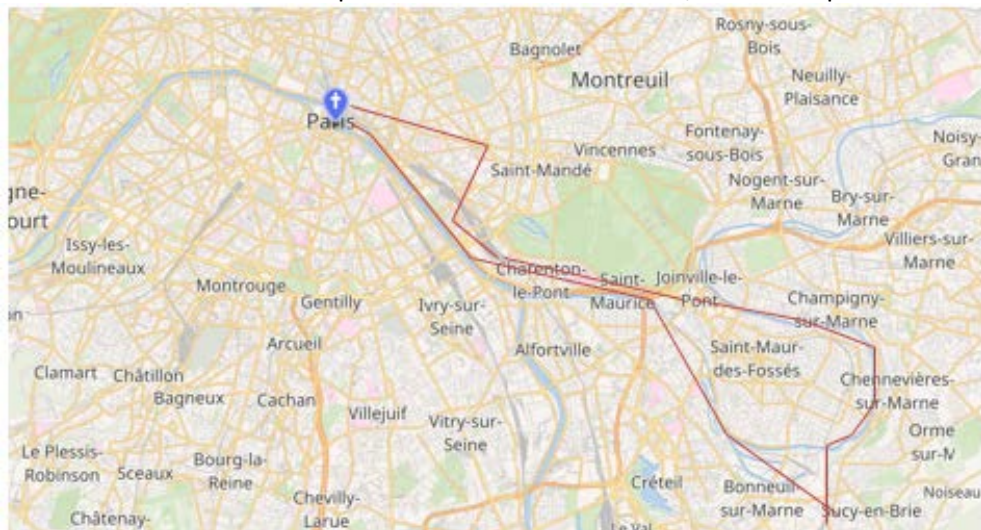 Rosny-sous-
Bois
Bagnolet
Montreuil
Neuilly-
Plaisance
Paris
Fontenay-
sous-Bois
Noisy-
Gran
Vincennes
Saint-Mandé
Nogent-sur-
Marne
Bry-sur-
Marne
gne-
ourt
Issy-les-
Moulineaux
Villiers-sur-
Marne
Montrouge
Gentilly
Charenton-
le-Pont
Saint-
Maurice
Joinville-le-
Pont
Ivry-sur-
Seine
Champigny-
sur-Marne
on
Arcueil
Alfortville
Saint-Maur-
des-Fossés
Clamart
Châtillon
Bagneux
Cachan
Villejuif
Vitry-sur-
Seine
Chennevières-
sur-Marne
Orme
sur-M
Le Plessis-
Robinson
Sceaux
Bourg-la-
Reine
Créteil
Bonneuil-
sur-Marne
Noiseau
Sucy-en-Brie
Chevilly-
Larue
Châtenay-
Le Val